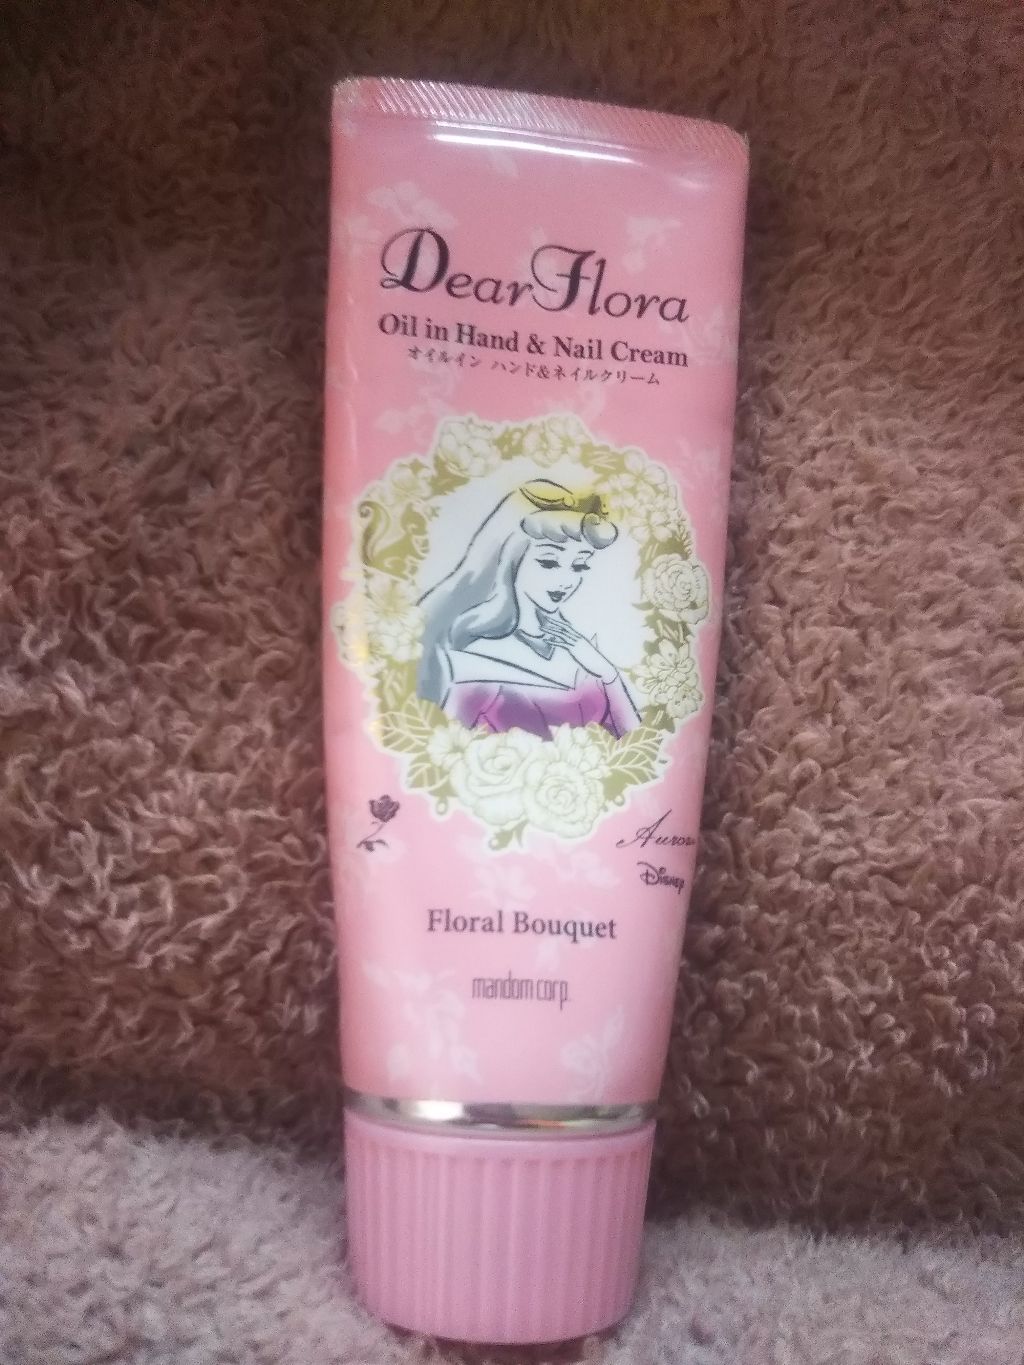 Dear Flora
Oil in Hand & Nail Cream
オイルイン ハンド&ネイルクリーム
Aurora
Disney
Floral Bouquet
mandom corp.